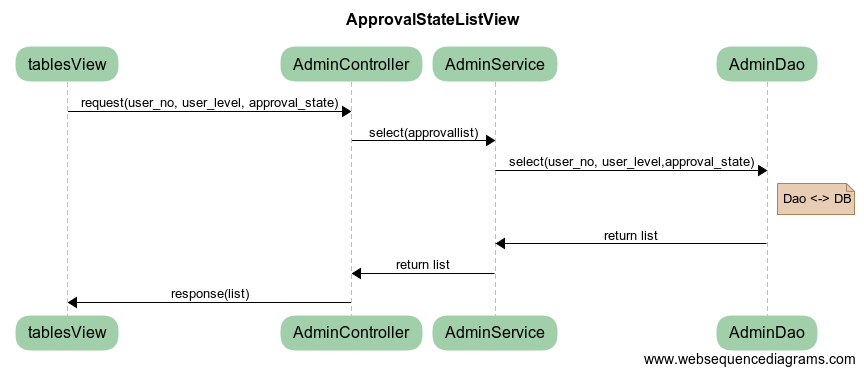 ApprovalStateListView
tablesView AdminController AdminService AdminDao
request(user_no, user_level, approval_state)
select(approvallist)
select(user_no, user_level,approval_state)
Dao <-> DB
return list
return list
response(list)
tablesView AdminController AdminService AdminDao
www.websequencediagrams.com